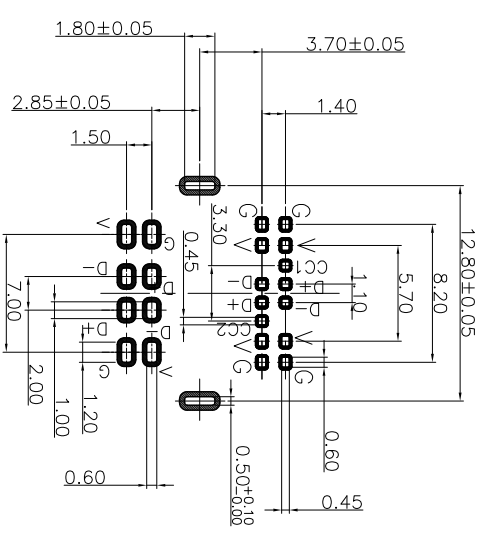 1.80±0.05
3.70±0.05
2.85±0.05
1.40
1.50
G G
V V
CC1
D- D+
D+ D-
CC2
V V
G G
3.30
0.45
1.10
5.70
8.20
12.80±0.05
V G
D- D
D+ D-
G V
7.00
2.00
1.00
1.20
0.60
0.50+0.10-0.00
0.60
0.45